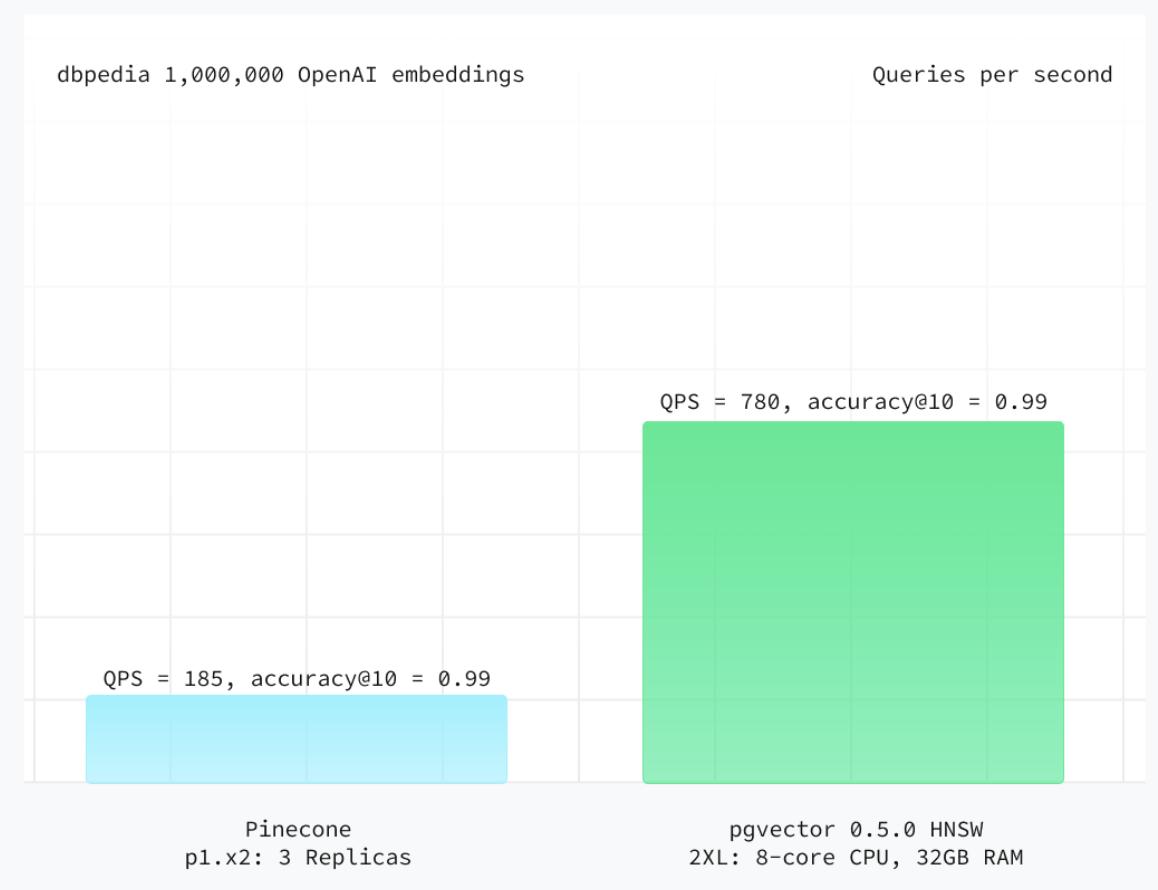 dbpedia 1,000,000 OpenAI embeddings
Queries per second
QPS = 780, accuracy@10 = 0.99
QPS = 185, accuracy@10 = 0.99
Pinecone
p1.x2: 3 Replicas
pgvector 0.5.0 HNSW
2XL: 8-core CPU, 32GB RAM